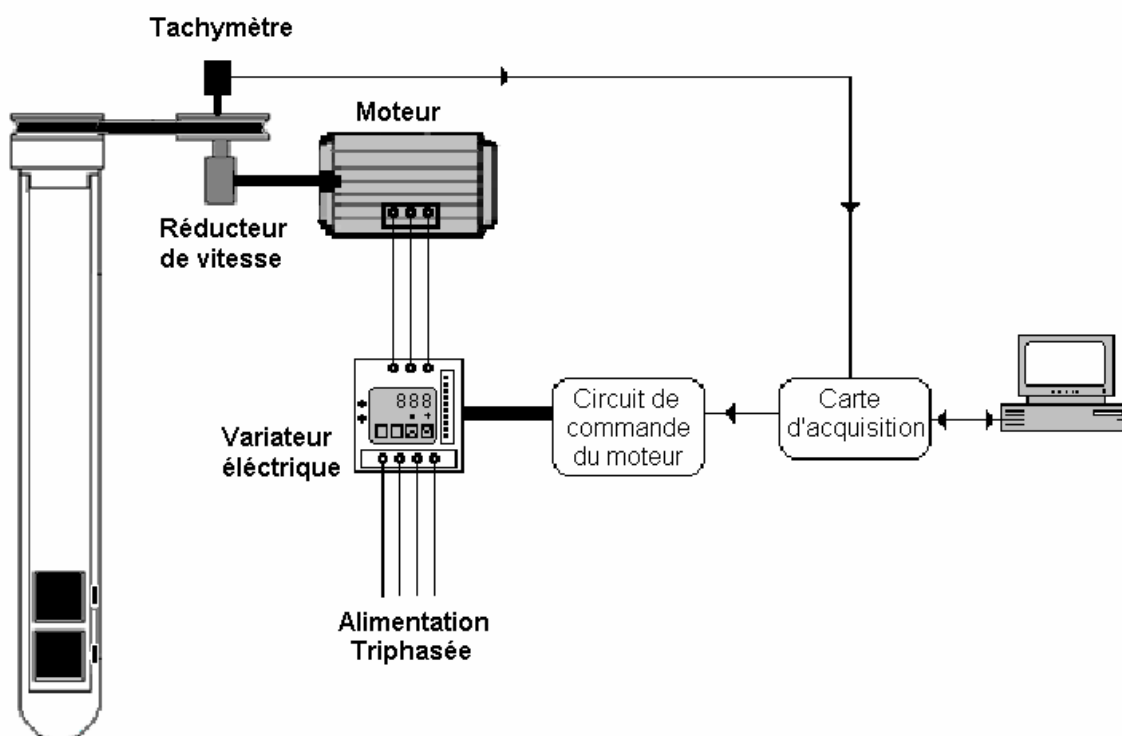 Tachymètre
Moteur
Réducteur
de vitesse
888
Variateur
éléctrique
Circuit de
commande
du moteur
Carte
d'acquisition
Alimentation
Triphasée